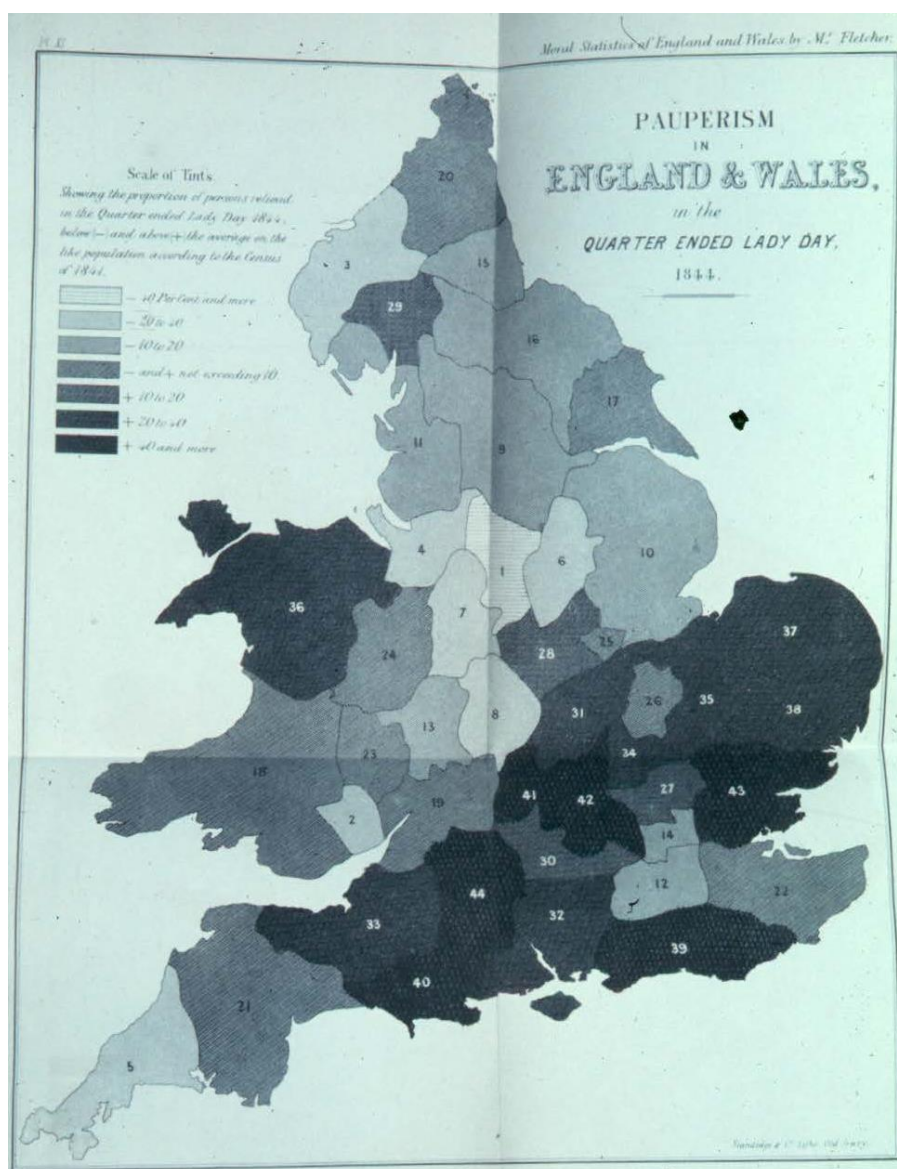 Pl. XI
Moral Statistics of England and Wales by Mr. Fletcher.
PAUPERISM
IN
ENGLAND & WALES,
in the
QUARTER ENDED LADY DAY,
1844.
Scale of Tints
Showing the proportion of persons relieved
in the Quarter ended Lady Day 1844,
below (−) and above (+) the average on the
like population according to the Census
of 1841.
− 40 Per Cent. and more
− 20 to 40
− 10 to 20
− and + not exceeding 10
+ 10 to 20
+ 20 to 40
+ 40 and more
20
3
15
29
16
17
11
9
4
1
6
10
36
7
37
24
28
25
35
38
13
8
31
26
34
18
23
41
42
27
43
2
19
14
30
12
22
44
33
32
39
40
21
5